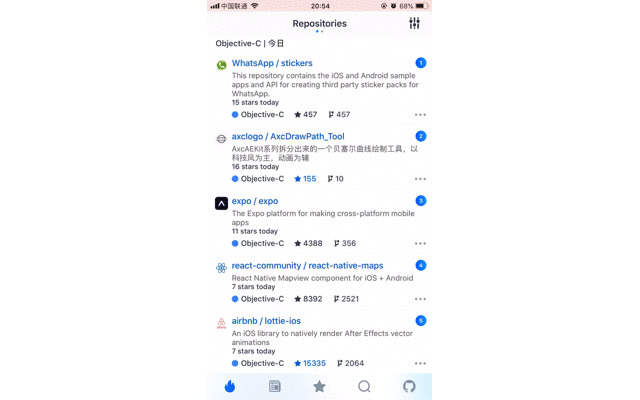 中国联通 20:54 68%
Repositories
Objective-C | 今日
WhatsApp / stickers 1
This repository contains the iOS and Android sample
apps and API for creating third party sticker packs for
WhatsApp.
15 stars today
Objective-C 457 457
axclogo / AxcDrawPath_Tool 2
AxcAEKit系列拆分出来的一个贝塞尔曲线绘制工具，以
科技风为主，动画为辅
16 stars today
Objective-C 155 10
expo / expo 3
The Expo platform for making cross-platform mobile
apps
11 stars today
Objective-C 4388 356
react-community / react-native-maps 4
React Native Mapview component for iOS + Android
7 stars today
Objective-C 8392 2521
airbnb / lottie-ios 5
An iOS library to natively render After Effects vector
animations
7 stars today
Objective-C 15335 2064